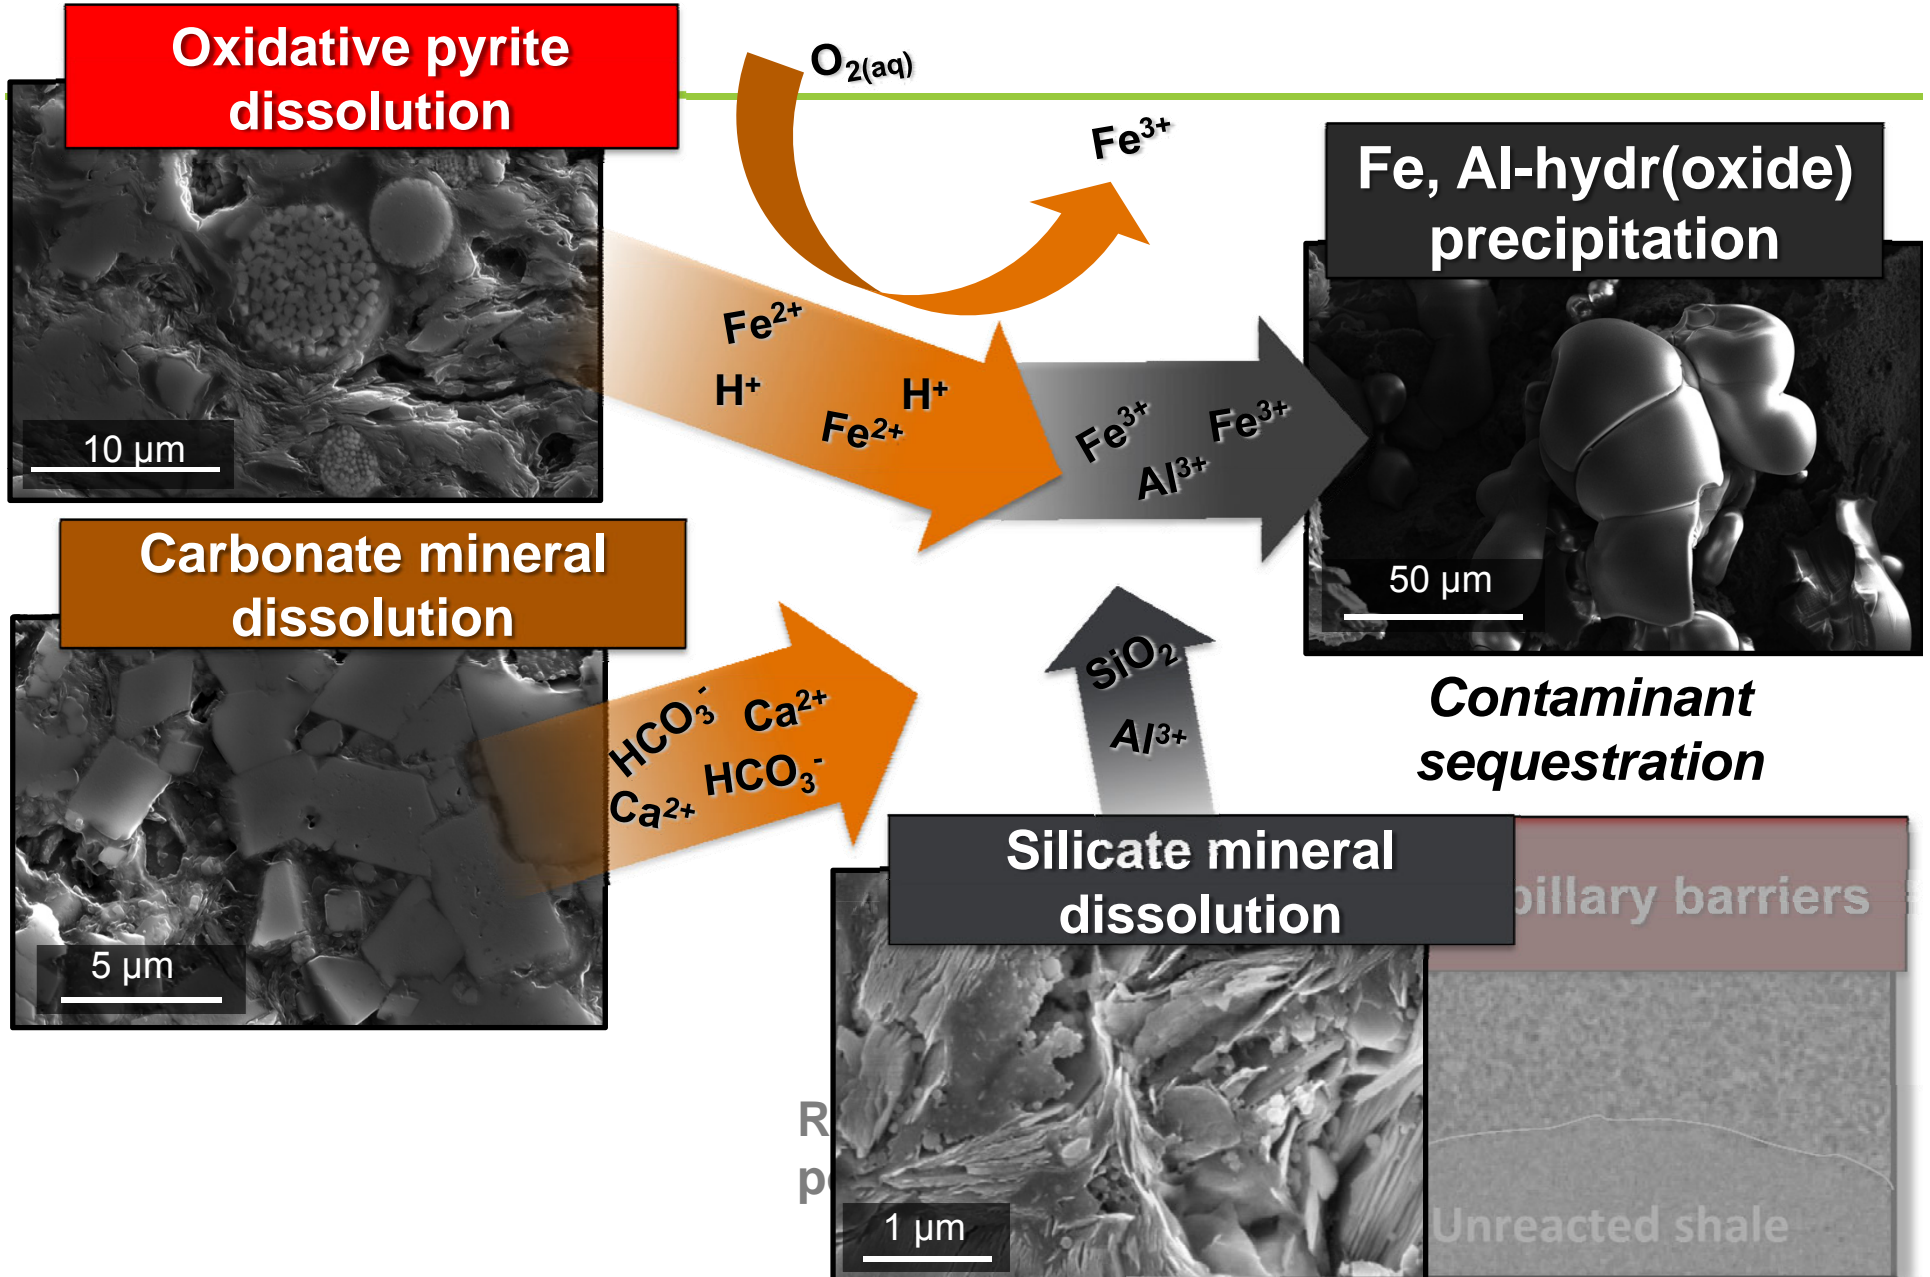 Oxidative pyrite
dissolution
O2(aq)
Fe3+
Fe, Al-hydr(oxide)
precipitation
Fe2+
H+
H+
Fe2+
Fe3+
Fe3+
Al3+
10 µm
50 µm
Carbonate mineral
dissolution
HCO3-
Ca2+
HCO3-
Ca2+
SiO2
Al3+
Contaminant
sequestration
5 µm
Silicate mineral
dissolution
barriers
1 µm
Unreacted shale